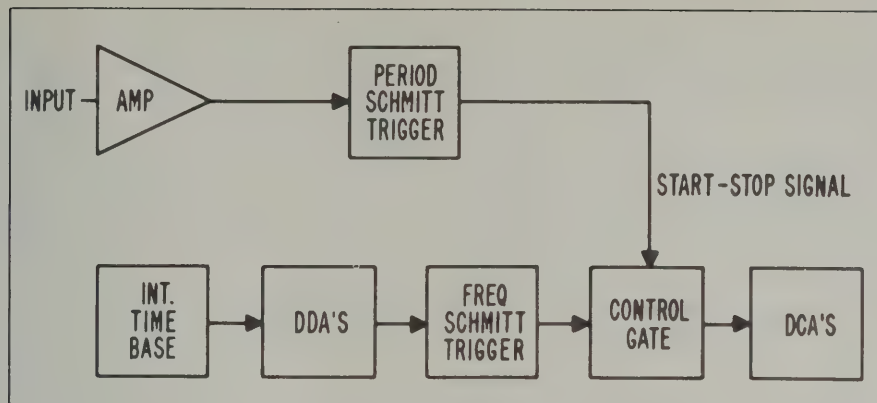 INPUT
AMP
PERIOD
SCHMITT
TRIGGER
START-STOP SIGNAL
INT.
TIME
BASE
DDA'S
FREQ
SCHMITT
TRIGGER
CONTROL
GATE
DCA'S